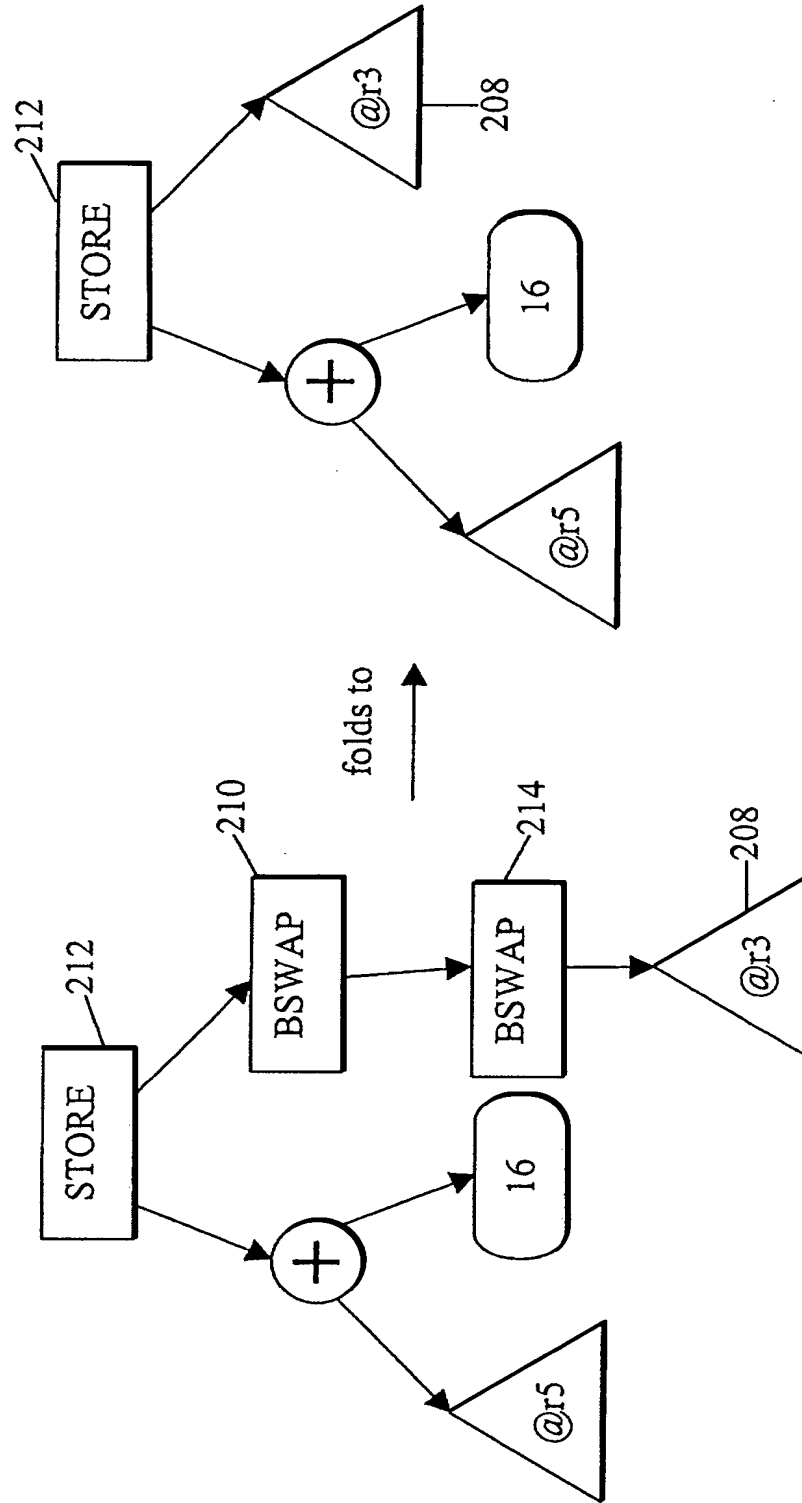 212
STORE
210
BSWAP
+
16
214
BSWAP
@r5
208
@r3
folds to
212
STORE
+
@r3
208
16
@r5